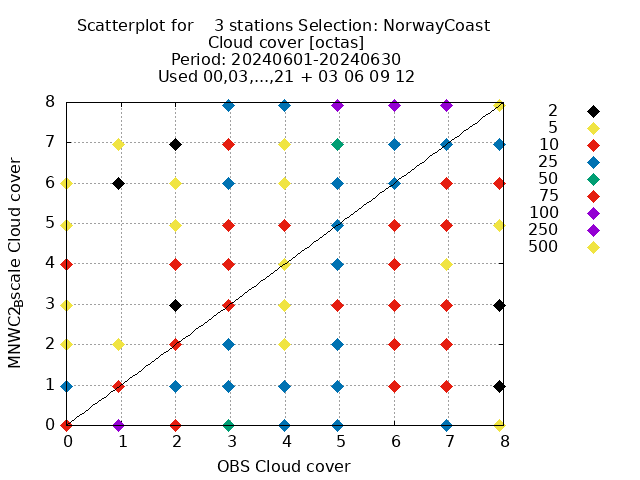 Scatterplot for    3 stations Selection: NorwayCoast
Cloud cover [octas]
Period: 20240601-20240630
Used 00,03,...,21 + 03 06 09 12
8
7
6
5
4
3
2
1
0
MNWC2Bscale Cloud cover
0 1 2 3 4 5 6 7 8
OBS Cloud cover
2
5
10
25
50
75
100
250
500